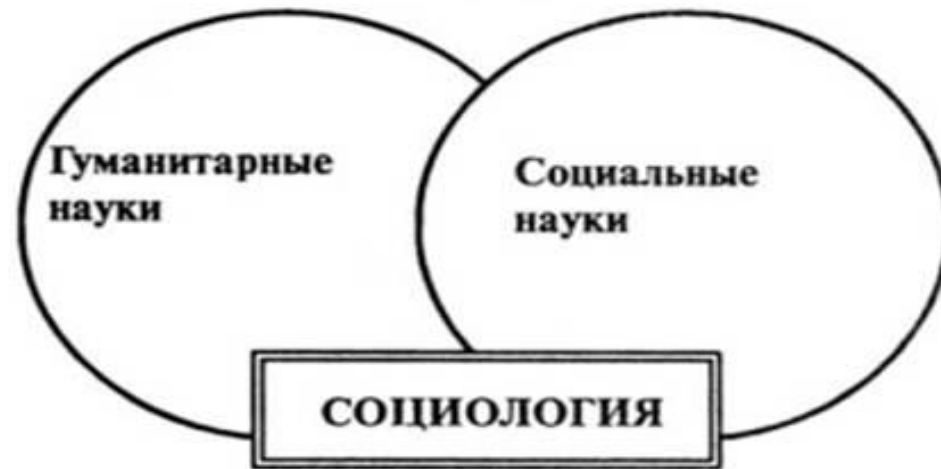 Гуманитарные
науки
Социальные
науки
СОЦИОЛОГИЯ